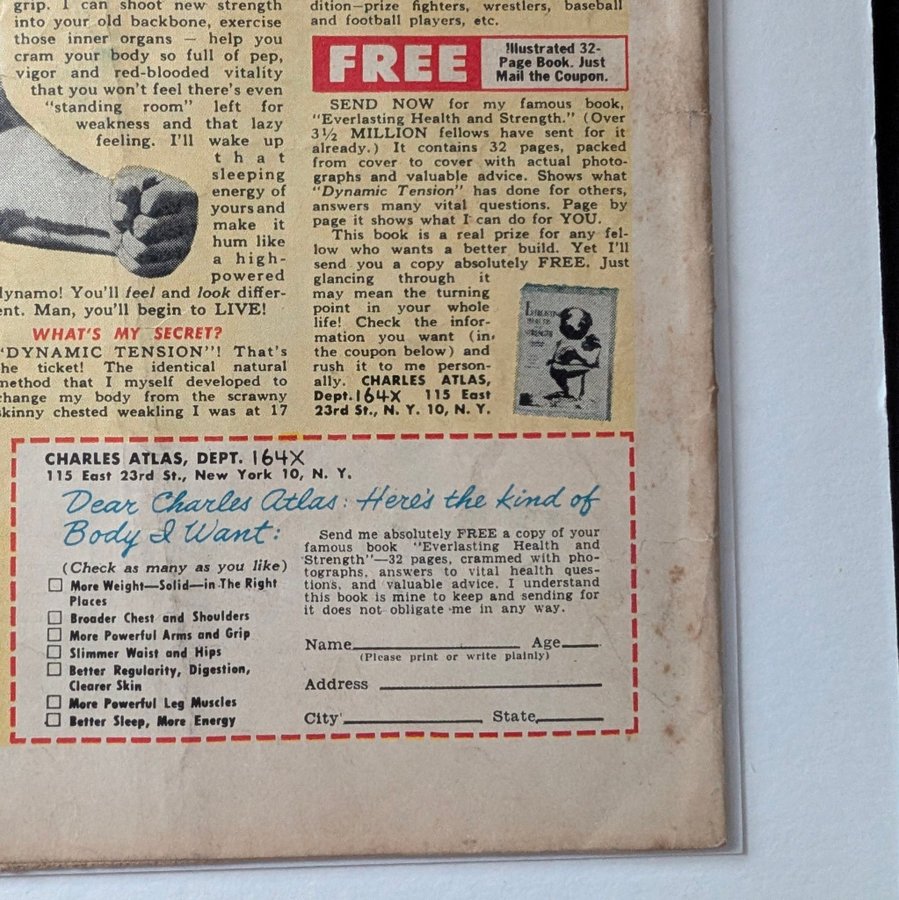 grip. I can shoot new strength
into your old backbone, exercise
those inner organs — help you
cram your body so full of pep,
vigor and red-blooded vitality
that you won't feel there's even
"standing room" left for
weakness and that lazy
feeling. I'll wake up
that
sleeping
energy of
yours and
make it
hum like
a high-
powered
dynamo! You'll feel and look differ-
ent. Man, you'll begin to LIVE!
WHAT'S MY SECRET?
"DYNAMIC TENSION"! That's
the ticket! The identical natural
method that I myself developed to
change my body from the scrawny
skinny chested weakling I was at 17
dition—prize fighters, wrestlers, baseball
and football players, etc.
FREE
Illustrated 32-
Page Book. Just
Mail the Coupon.
SEND NOW for my famous book,
"Everlasting Health and Strength." (Over
3½ MILLION fellows have sent for it
already.) It contains 32 pages, packed
from cover to cover with actual photo-
graphs and valuable advice. Shows what
"Dynamic Tension" has done for others,
answers many vital questions. Page by
page it shows what I can do for YOU.
This book is a real prize for any fel-
low who wants a better build. Yet I'll
send you a copy absolutely FREE. Just
glancing through it
may mean the turning
point in your whole
life! Check the infor-
mation you want (in
the coupon below) and
rush it to me person-
ally. CHARLES ATLAS,
Dept. 164X 115 East
23rd St., N. Y. 10, N. Y.
EVERLASTING
HEALTH
STRENGTH
CHARLES ATLAS, DEPT. 164X
115 East 23rd St., New York 10, N. Y.
Dear Charles Atlas: Here's the kind of
Body I Want:
(Check as many as you like)
More Weight—Solid—in The Right
Places
Broader Chest and Shoulders
More Powerful Arms and Grip
Slimmer Waist and Hips
Better Regularity, Digestion,
Clearer Skin
More Powerful Leg Muscles
Better Sleep, More Energy
Send me absolutely FREE a copy of your
famous book "Everlasting Health and
Strength"—32 pages, crammed with pho-
tographs, answers to vital health ques-
tions, and valuable advice. I understand
this book is mine to keep and sending for
it does not obligate me in any way.
Name Age
(Please print or write plainly)
Address
City State